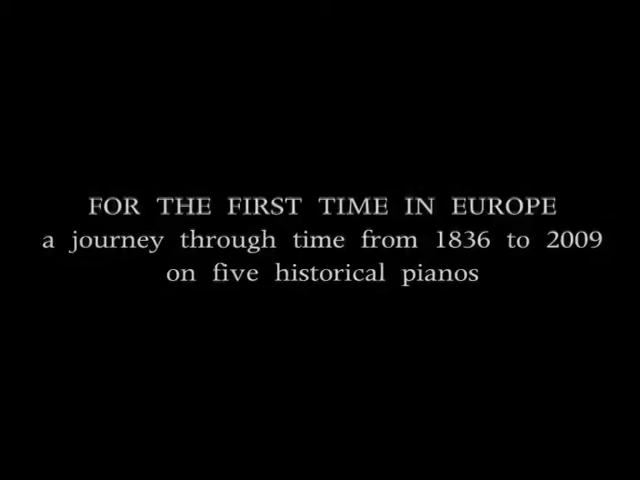 FOR THE FIRST TIME IN EUROPE
a journey through time from 1836 to 2009
on five historical pianos